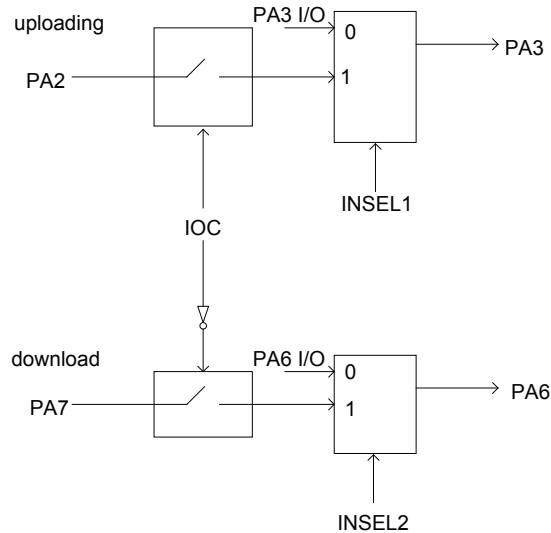 uploading
PA3 I/O
0
PA3
PA2
1
INSEL1
IOC
download
PA6 I/O
0
PA6
PA7
1
INSEL2